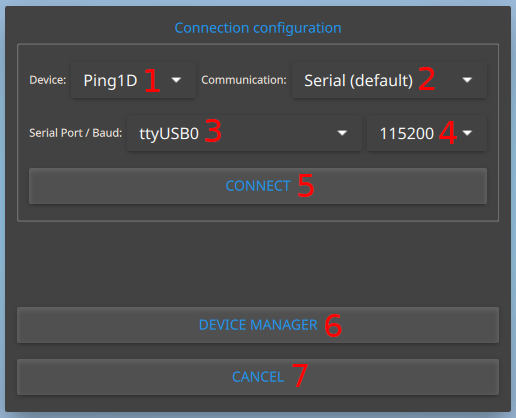 Connection configuration
Device: Ping1D 1 Communication: Serial (default) 2
Serial Port / Baud: ttyUSB0 3 115200 4
CONNECT 5
DEVICE MANAGER 6
CANCEL 7